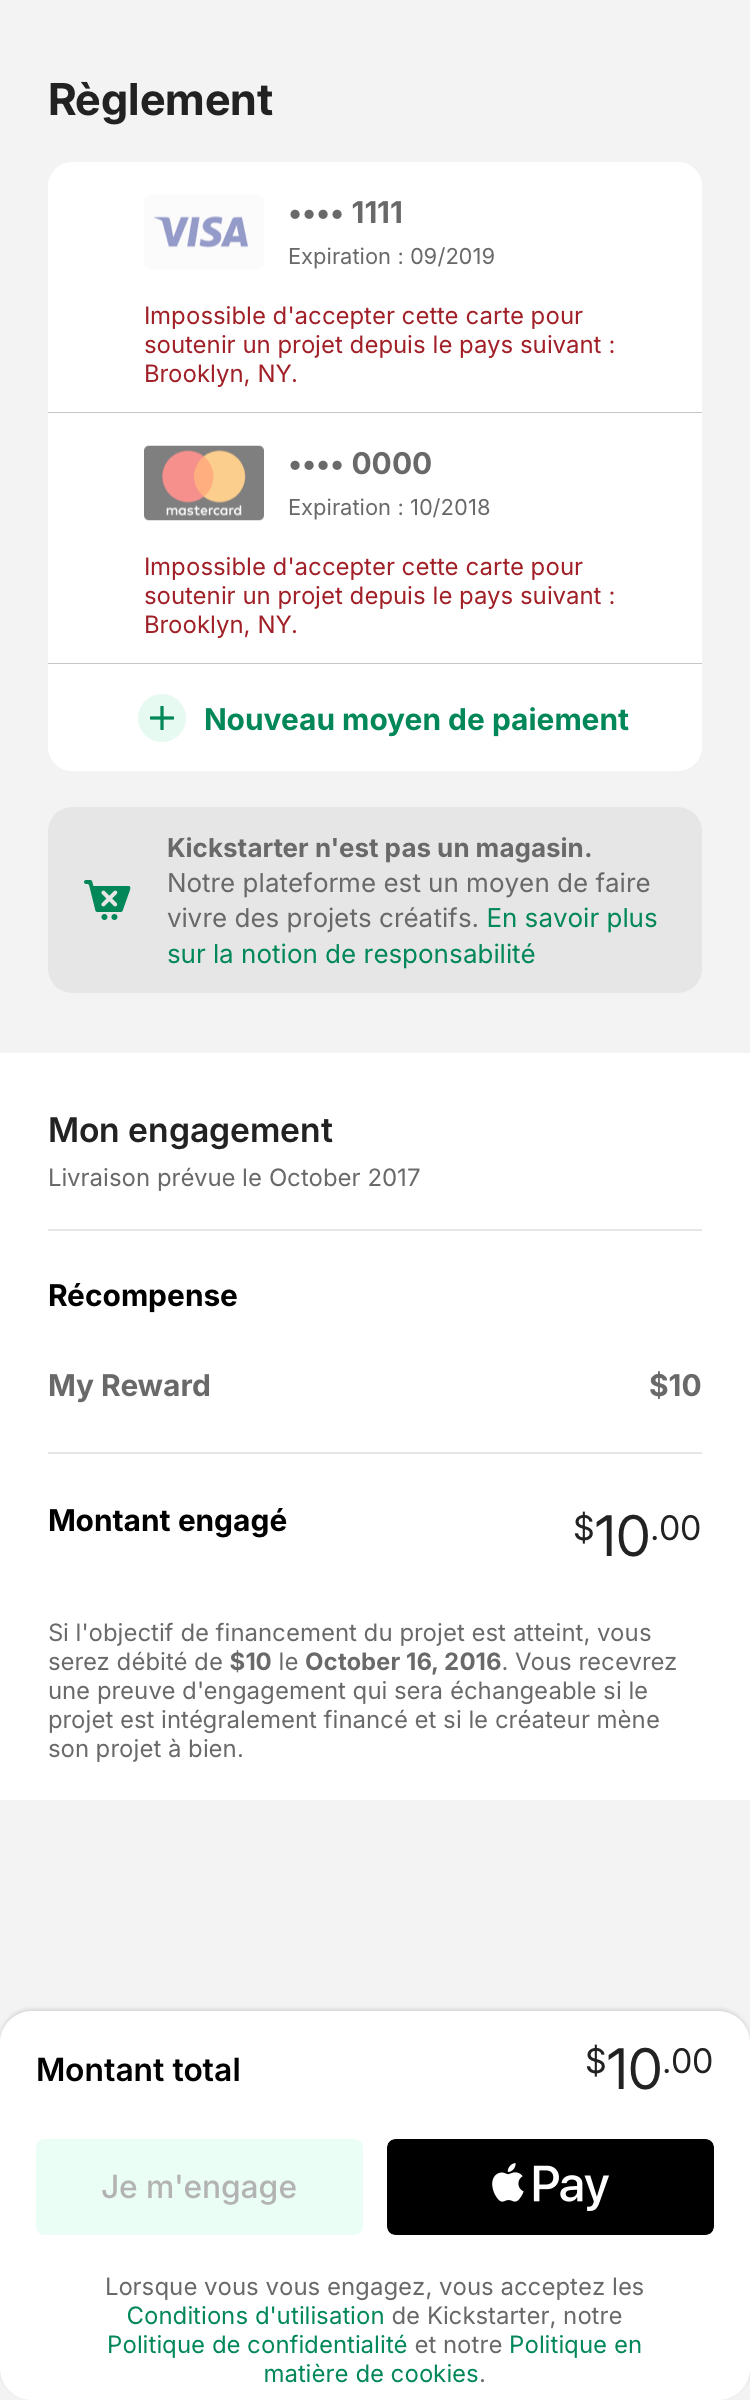 Règlement
VISA
•••• 1111
Expiration : 09/2019
Impossible d'accepter cette carte pour
soutenir un projet depuis le pays suivant :
Brooklyn, NY.
mastercard
•••• 0000
Expiration : 10/2018
Impossible d'accepter cette carte pour
soutenir un projet depuis le pays suivant :
Brooklyn, NY.
Nouveau moyen de paiement
Kickstarter n'est pas un magasin.
Notre plateforme est un moyen de faire
vivre des projets créatifs. En savoir plus
sur la notion de responsabilité
Mon engagement
Livraison prévue le October 2017
Récompense
My Reward $10
Montant engagé $10.00
Si l'objectif de financement du projet est atteint, vous
serez débité de $10 le October 16, 2016. Vous recevrez
une preuve d'engagement qui sera échangeable si le
projet est intégralement financé et si le créateur mène
son projet à bien.
Montant total $10.00
Je m'engage Pay
Lorsque vous vous engagez, vous acceptez les
Conditions d'utilisation de Kickstarter, notre
Politique de confidentialité et notre Politique en
matière de cookies.